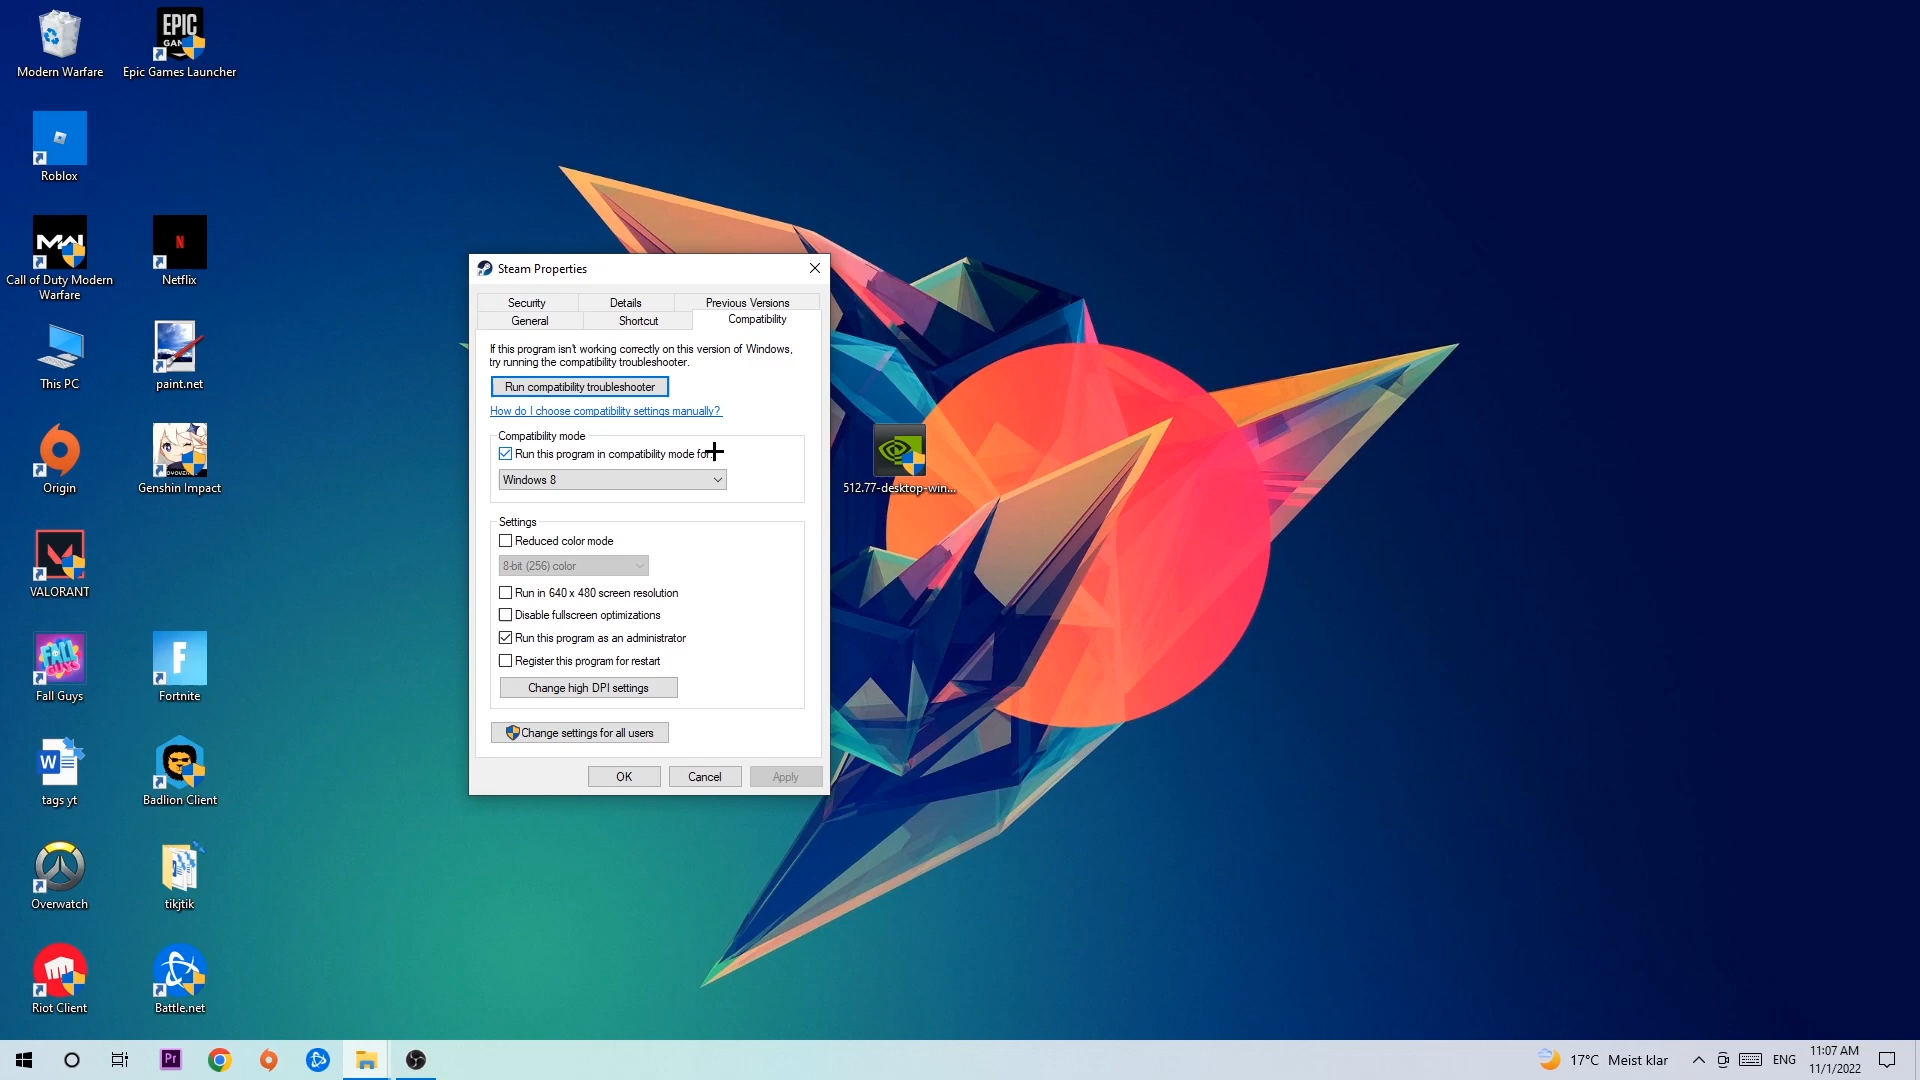 Modern Warfare
EPIC
GAMES
Epic Games Launcher
Roblox
MW
Call of Duty Modern
Warfare
N
Netflix
This PC
paint.net
Origin
Genshin Impact
VALORANT
FALL
GUYS
Fall Guys
F
Fortnite
W
tags yt
Badlion Client
Overwatch
tikjtik
Riot Client
Battle.net
512.77-desktop-win...
Steam Properties
Security
Details
Previous Versions
General
Shortcut
Compatibility
If this program isn't working correctly on this version of Windows,
try running the compatibility troubleshooter.
Run compatibility troubleshooter
How do I choose compatibility settings manually?
Compatibility mode
Run this program in compatibility mode for:
Windows 8
Settings
Reduced color mode
8-bit (256) color
Run in 640 x 480 screen resolution
Disable fullscreen optimizations
Run this program as an administrator
Register this program for restart
Change high DPI settings
Change settings for all users
OK
Cancel
Apply
Pr
17°C Meist klar
ENG
11:07 AM
11/1/2022